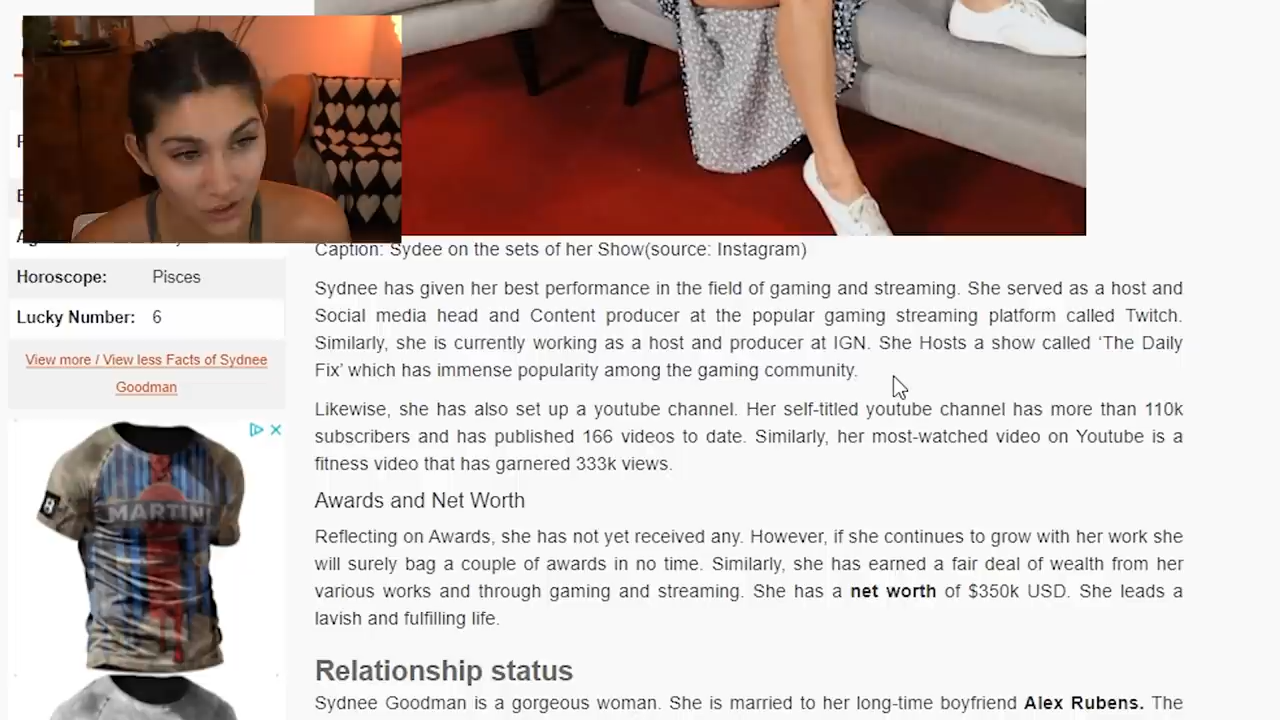 Caption: Sydee on the sets of her Show(source: Instagram)
Horoscope: Pisces
Lucky Number: 6
View more / View less Facts of Sydnee
Goodman
MARTINI
8
Sydnee has given her best performance in the field of gaming and streaming. She served as a host and
Social media head and Content producer at the popular gaming streaming platform called Twitch.
Similarly, she is currently working as a host and producer at IGN. She Hosts a show called ‘The Daily
Fix’ which has immense popularity among the gaming community.
Likewise, she has also set up a youtube channel. Her self-titled youtube channel has more than 110k
subscribers and has published 166 videos to date. Similarly, her most-watched video on Youtube is a
fitness video that has garnered 333k views.
Awards and Net Worth
Reflecting on Awards, she has not yet received any. However, if she continues to grow with her work she
will surely bag a couple of awards in no time. Similarly, she has earned a fair deal of wealth from her
various works and through gaming and streaming. She has a net worth of $350k USD. She leads a
lavish and fulfilling life.
Relationship status
Sydnee Goodman is a gorgeous woman. She is married to her long-time boyfriend Alex Rubens. The